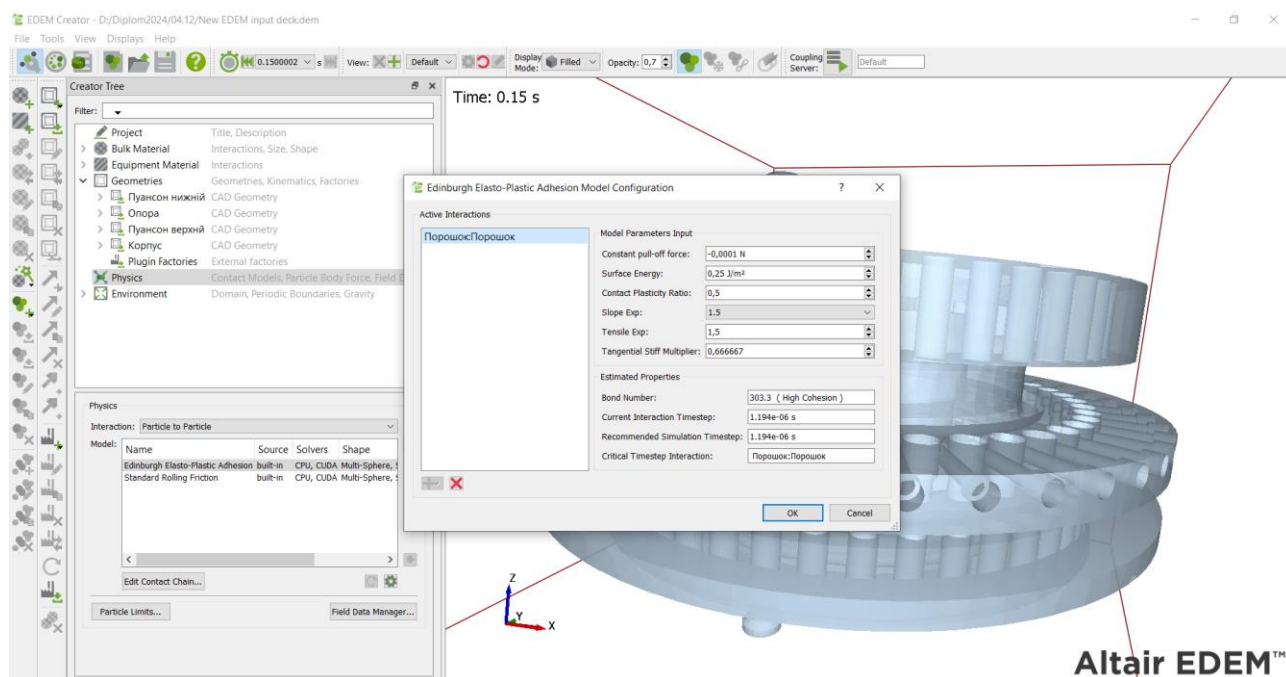 EDEM Creator - D:/Diplom2024/04.12/New EDEM input deck.dem
File Tools View Displays Help
0.1500002 s View: Default Display Mode: Filled Opacity: 0,7 Coupling Server: Default
Creator Tree
Time: 0.15 s
Filter:
Project Title, Description
Bulk Material Interactions, Size, Shape
Equipment Material Interactions
Geometries Geometries, Kinematics, Factories
Пуансон нижній CAD Geometry
Опора CAD Geometry
Пуансон верхнй CAD Geometry
Корпус CAD Geometry
Plugin Factories External factories
Physics Contact Models, Particle Body Force, Field D
Environment Domain, Periodic Boundaries, Gravity
Edinburgh Elasto-Plastic Adhesion Model Configuration ?
Active Interactions
Порошок:Порошок
Model Parameters Input
Constant pull-off force: -0,0001 N
Surface Energy: 0,25 J/m²
Contact Plasticity Ratio: 0,5
Slope Exp: 1.5
Tensile Exp: 1,5
Tangential Stiff Multiplier: 0,666667
Estimated Properties
Bond Number: 303.3 ( High Cohesion )
Current Interaction Timestep: 1.194e-06 s
Recommended Simulation Timestep: 1.194e-06 s
Critical Timestep Interaction: Порошок:Порошок
OK Cancel
Physics
Interaction: Particle to Particle
Model:
Name Source Solvers Shape
Edinburgh Elasto-Plastic Adhesion built-in CPU, CUDA Multi-Sphere, S
Standard Rolling Friction built-in CPU, CUDA Multi-Sphere, S
Edit Contact Chain...
Particle Limits... Field Data Manager...
Z
Y
X
Altair EDEM™